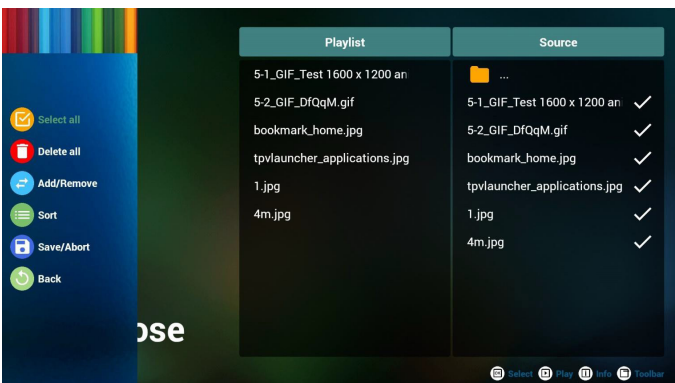 Select all
Delete all
Add/Remove
Sort
Save/Abort
Back
ose
Playlist
5-1_GIF_Test 1600 x 1200 an
5-2_GIF_DfQqM.gif
bookmark_home.jpg
tpvlauncher_applications.jpg
1.jpg
4m.jpg
Source
...
5-1_GIF_Test 1600 x 1200 an
5-2_GIF_DfQqM.gif
bookmark_home.jpg
tpvlauncher_applications.jpg
1.jpg
4m.jpg
Select Play Info Toolbar